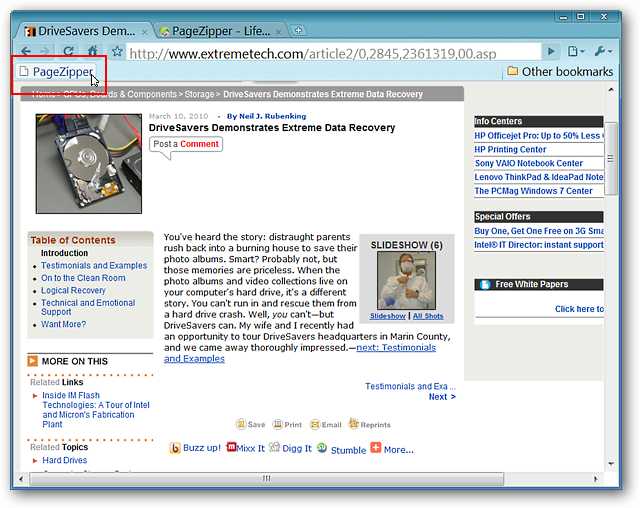 DriveSavers Dem...
PageZipper - Life...
http://www.extremetech.com/article2/0,2845,2361319,00.asp
PageZipper
Other bookmarks
Home > CPUs, Boards & Components > Storage > DriveSavers Demonstrates Extreme Data Recovery
March 10, 2010 - By Neil J. Rubenking
DriveSavers Demonstrates Extreme Data Recovery
Post a Comment
Table of Contents
Introduction
Testimonials and Examples
On to the Clean Room
Logical Recovery
Technical and Emotional
Support
Want More?
MORE ON THIS
Related Links
Inside IM Flash
Technologies: A Tour of Intel
and Micron's Fabrication
Plant
Related Topics
Hard Drives
You've heard the story: distraught parents
rush back into a burning house to save their
photo albums. Smart? Probably not, but
those memories are priceless. When the
photo albums and video collections live on
your computer's hard drive, it's a different
story. You can't run in and rescue them from
a hard drive crash. Well, you can't—but
DriveSavers can. My wife and I recently had
an opportunity to tour DriveSavers headquarters in Marin County,
and we came away thoroughly impressed.—next: Testimonials
and Examples
SLIDESHOW (6)
Slideshow | All Shots
Testimonials and Exa ...
Next >
Save Print Email Reprints
Buzz up! Mixx It Digg It Stumble More...
Info Centers
HP Officejet Pro: Up to 50% Less
HP Printing Center
Sony VAIO Notebook Center
Lenovo ThinkPad & IdeaPad Note
The PCMag Windows 7 Center
Special Offers
Buy One, Get One Free on 3G Sma
Intel® IT Director: instant support
Free White Papers
Click here to